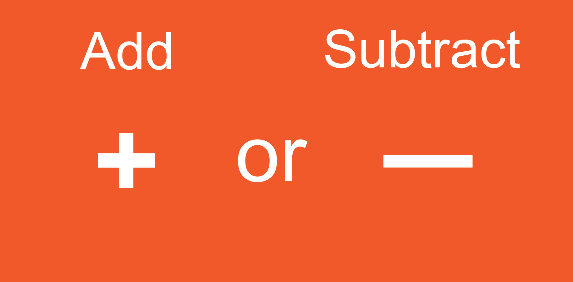 Add Subtract
+ or —